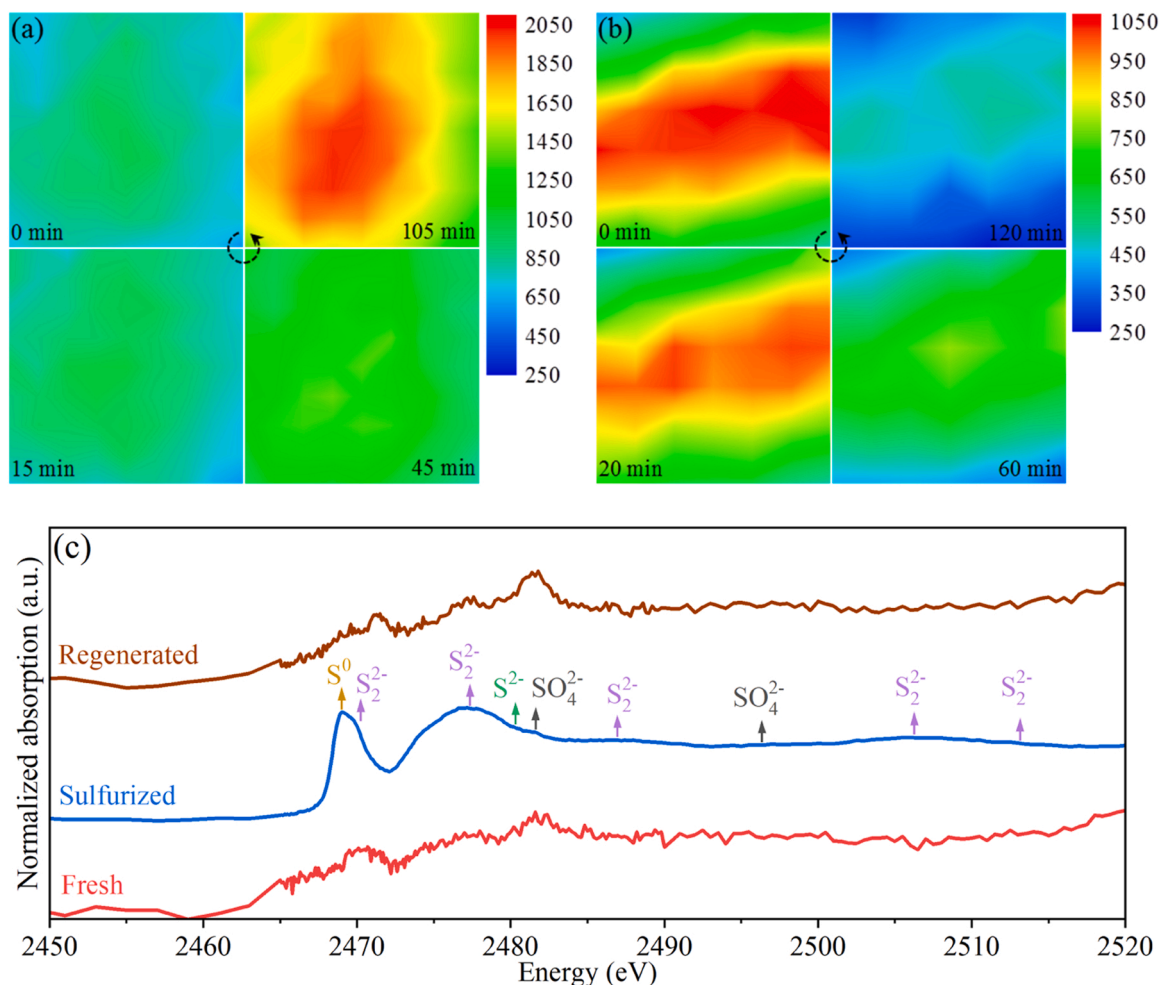 (a)
0 min
105 min
15 min
45 min
2050
1850
1650
1450
1250
1050
850
650
450
250
(b)
0 min
120 min
20 min
60 min
1050
950
850
750
650
550
450
350
250
(c)
Normalized absorption (a.u.)
Regenerated
Sulfurized
Fresh
S⁰
S₂²⁻
S₂²⁻
S²⁻
SO₄²⁻
S₂²⁻
SO₄²⁻
S₂²⁻
S₂²⁻
2450 2460 2470 2480 2490 2500 2510 2520
Energy (eV)